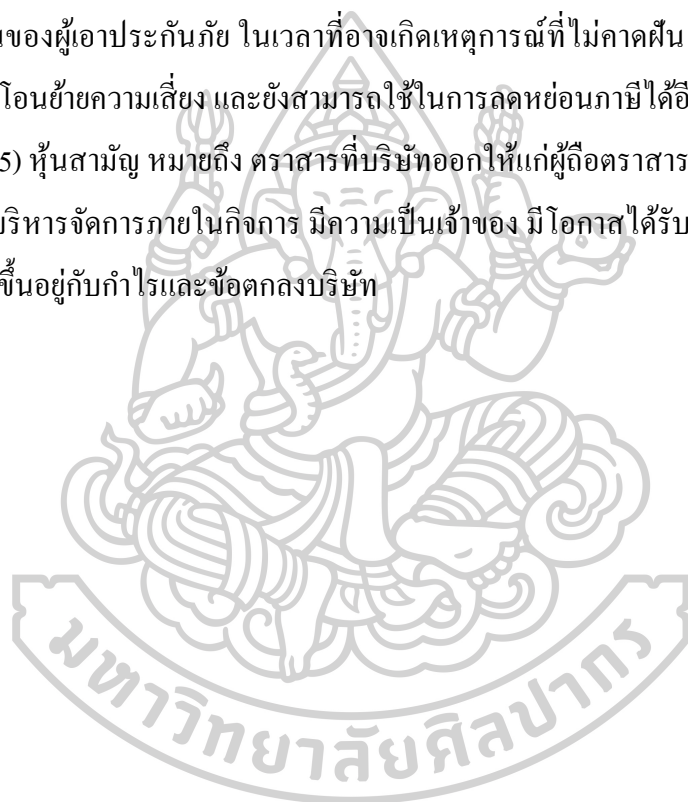 นของผู้เอาประกันภัย ในเวลาที่อาจเกิดเหตุการณ์ที่ไม่คาดฝัน
โอนย้ายความเสี่ยง และยังสามารถใช้ในการลดหย่อนภาษีได้อี
5) หุ้นสามัญ หมายถึง ตราสารที่บริษัทออกให้แก่ผู้ถือตราสาร
บริหารจัดการภายในกิจการ มีความเป็นเจ้าของ มีโอกาสได้รับ
ขึ้นอยู่กับกำไรและข้อตกลงบริษัท
มหาวิทยาลัยศิลปากร